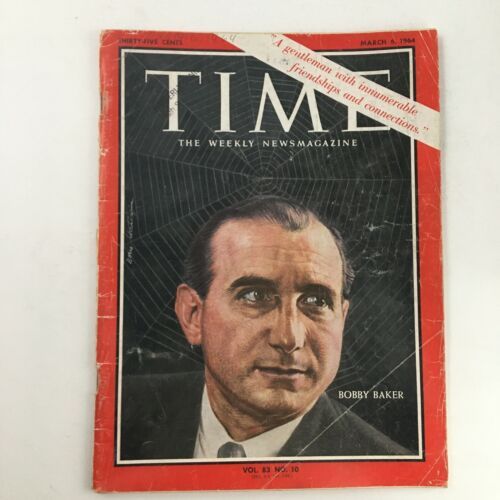 THIRTY-FIVE CENTS
MARCH 6, 1964
"A gentleman with innumerable
friendships and connections."
TIME
THE WEEKLY NEWSMAGAZINE
BOBBY BAKER
VOL. 83 NO. 10